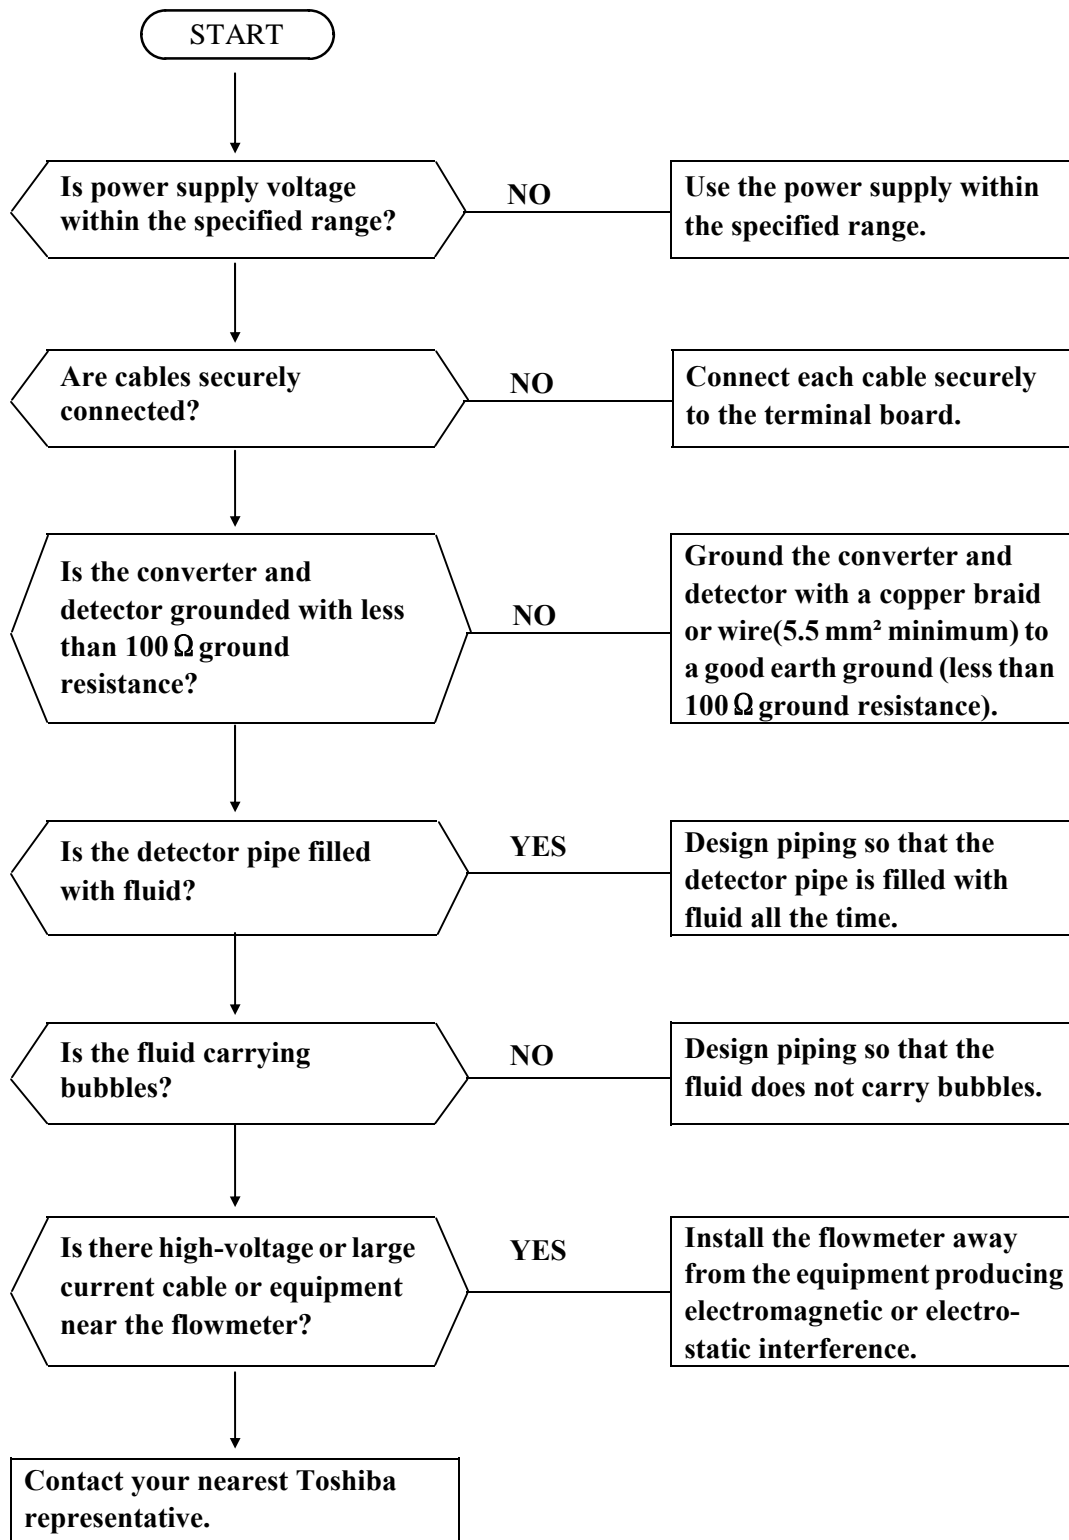 START
Is power supply voltage
within the specified range?
NO
Use the power supply within
the specified range.
Are cables securely
connected?
NO
Connect each cable securely
to the terminal board.
Is the converter and
detector grounded with less
than 100 Ω ground
resistance?
NO
Ground the converter and
detector with a copper braid
or wire(5.5 mm² minimum) to
a good earth ground (less than
100 Ω ground resistance).
Is the detector pipe filled
with fluid?
YES
Design piping so that the
detector pipe is filled with
fluid all the time.
Is the fluid carrying
bubbles?
NO
Design piping so that the
fluid does not carry bubbles.
Is there high-voltage or large
current cable or equipment
near the flowmeter?
YES
Install the flowmeter away
from the equipment producing
electromagnetic or electro-
static interference.
Contact your nearest Toshiba
representative.